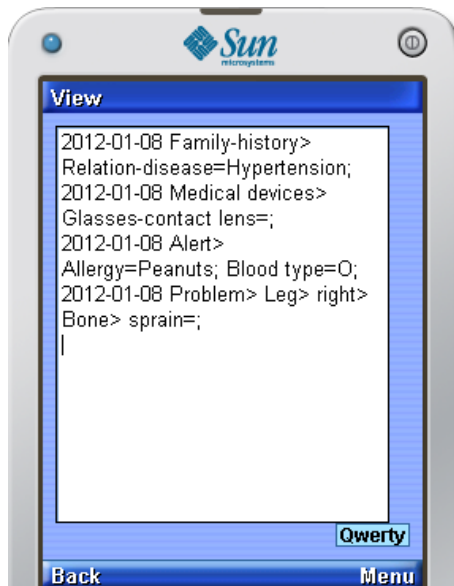 Sun
microsystems
View
2012-01-08 Family-history>
Relation-disease=Hypertension;
2012-01-08 Medical devices>
Glasses-contact lens=;
2012-01-08 Alert>
Allergy=Peanuts; Blood type=O;
2012-01-08 Problem> Leg> right>
Bone> sprain=;
Qwerty
Back Menu